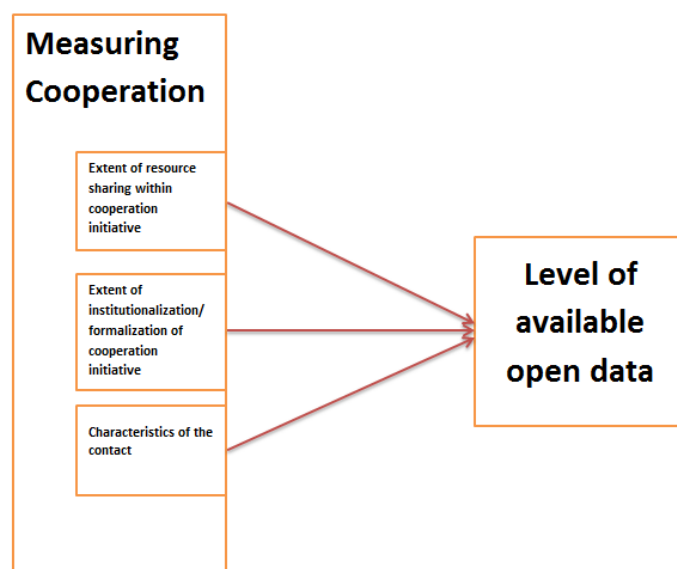 Measuring
Cooperation
Extent of resource
sharing within
cooperation
initiative
Extent of
institutionalization/
formalization of
cooperation
initiative
Characteristics of the
contact
Level of
available
open data